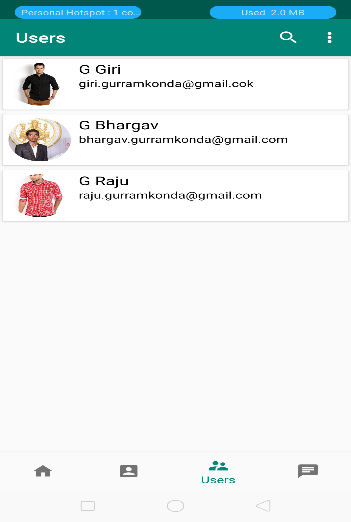 Personal Hotspot : 1 co..
Used 2.0 MB
Users
G Giri
giri.gurramkonda@gmail.cok
G Bhargav
bhargav.gurramkonda@gmail.com
G Raju
raju.gurramkonda@gmail.com
Users